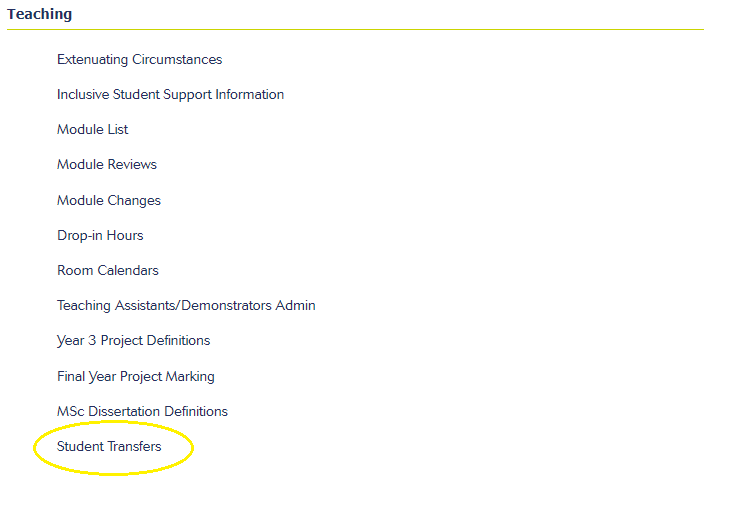 Teaching
Extenuating Circumstances
Inclusive Student Support Information
Module List
Module Reviews
Module Changes
Drop-in Hours
Room Calendars
Teaching Assistants/Demonstrators Admin
Year 3 Project Definitions
Final Year Project Marking
MSc Dissertation Definitions
Student Transfers